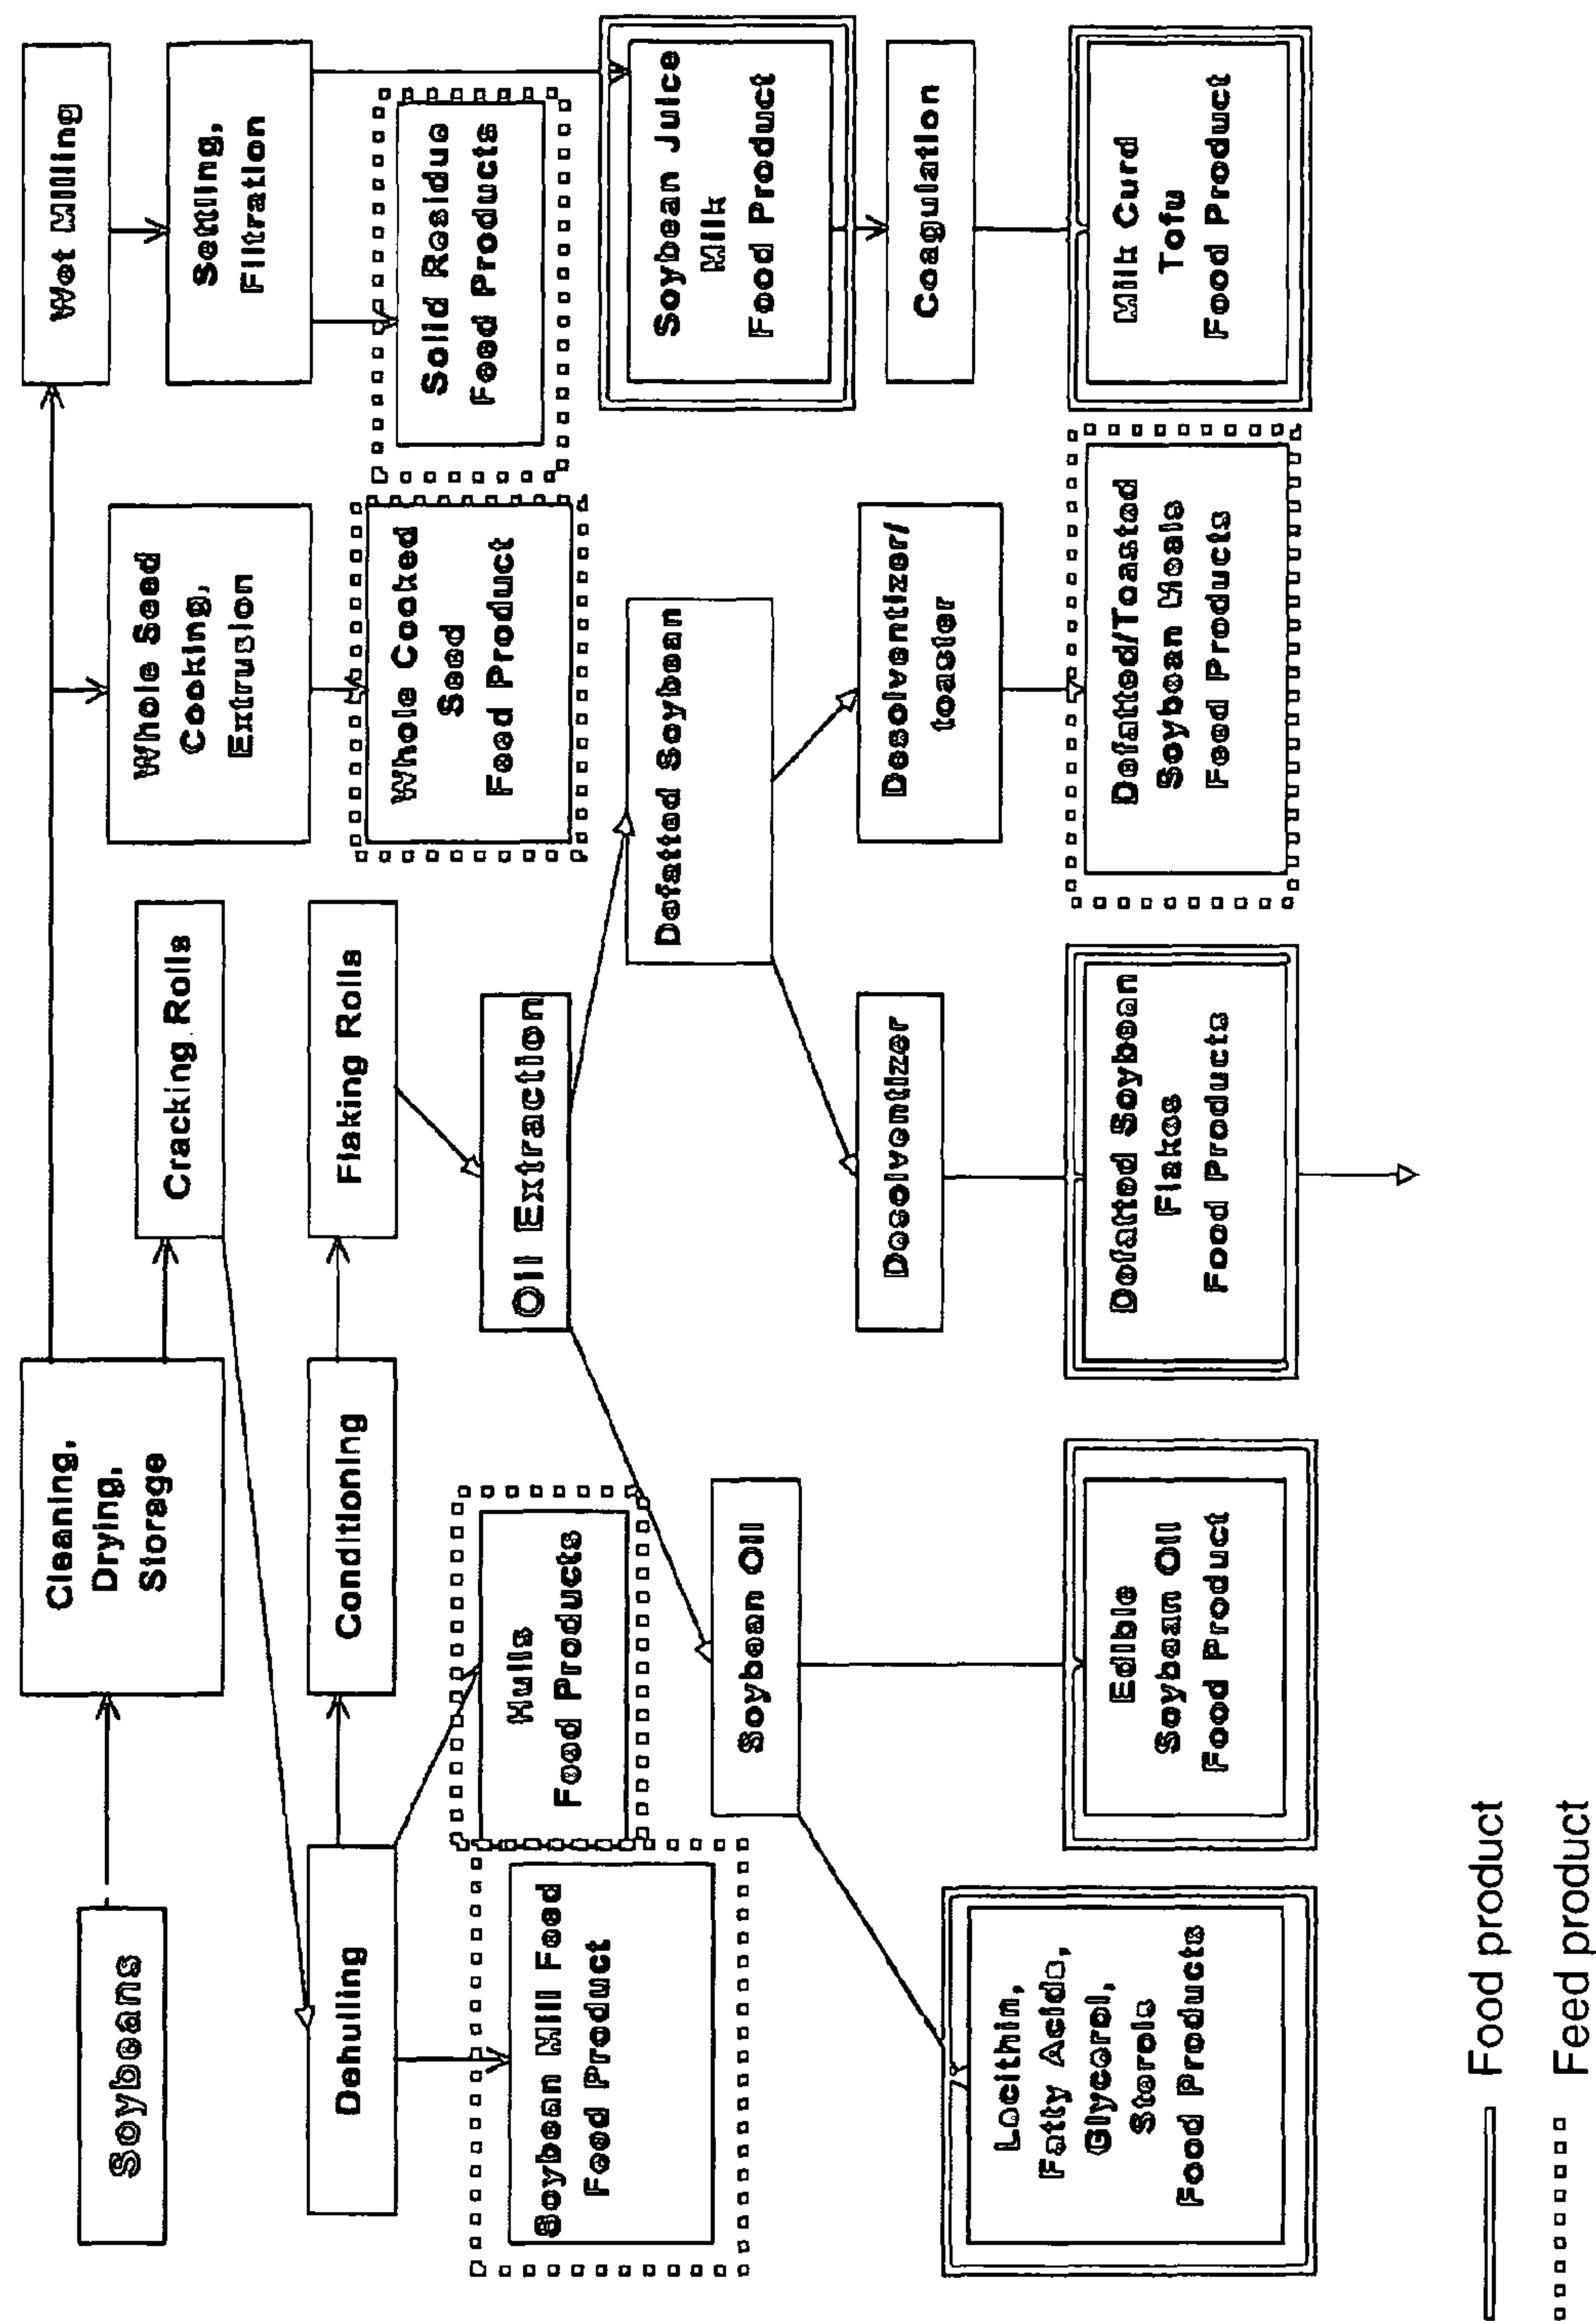 Soybeans
Cleaning,
Drying,
Storage
Wet Milling
Cracking Rolls
Whole Seed
Cooking,
Extrusion
Settling,
Filtration
Dehulling
Conditioning
Flaking Rolls
Whole Cooked
Seed
Feed Product
Solid Residue
Feed Products
Soybean Mill Feed
Feed Product
Hulls
Feed Products
Oil Extraction
Soybean Juice
Milk
Food Product
Defatted Soybean
Soybean Oil
Desolventizer
Desolventizer/
toaster
Coagulation
Lecithin,
Fatty Acids,
Glycerol,
Sterols
Food Products
Edible
Soybean Oil
Food Product
Defatted Soybean
Flakes
Food Products
Defatted/Toasted
Soybean Meals
Feed Products
Milk Curd
Tofu
Food Product
Food product
Feed product